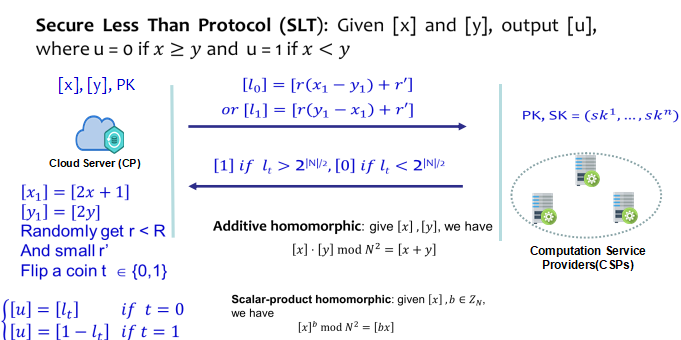 Secure Less Than Protocol (SLT): Given [x] and [y], output [u],
where u = 0 if x ≥ y and u = 1 if x < y
[x], [y], PK
Cloud Server (CP)
[x₁] = [2x + 1]
[y₁] = [2y]
Randomly get r < R
And small r'
Flip a coin t ∈ {0,1}
{[u] = [lₜ] if t = 0
[u] = [1 − lₜ] if t = 1
[l₀] = [r(x₁ − y₁) + r']
or [l₁] = [r(y₁ − x₁) + r']
[1] if lₜ > 2^|N|/2, [0] if lₜ < 2^|N|/2
Additive homomorphic: give [x] ,[y], we have
[x] · [y] mod N² = [x + y]
Scalar-product homomorphic: given [x] , b ∈ Z_N,
we have
[x]ᵇ mod N² = [bx]
PK, SK = (sk¹, ..., skⁿ)
Computation Service
Providers(CSPs)